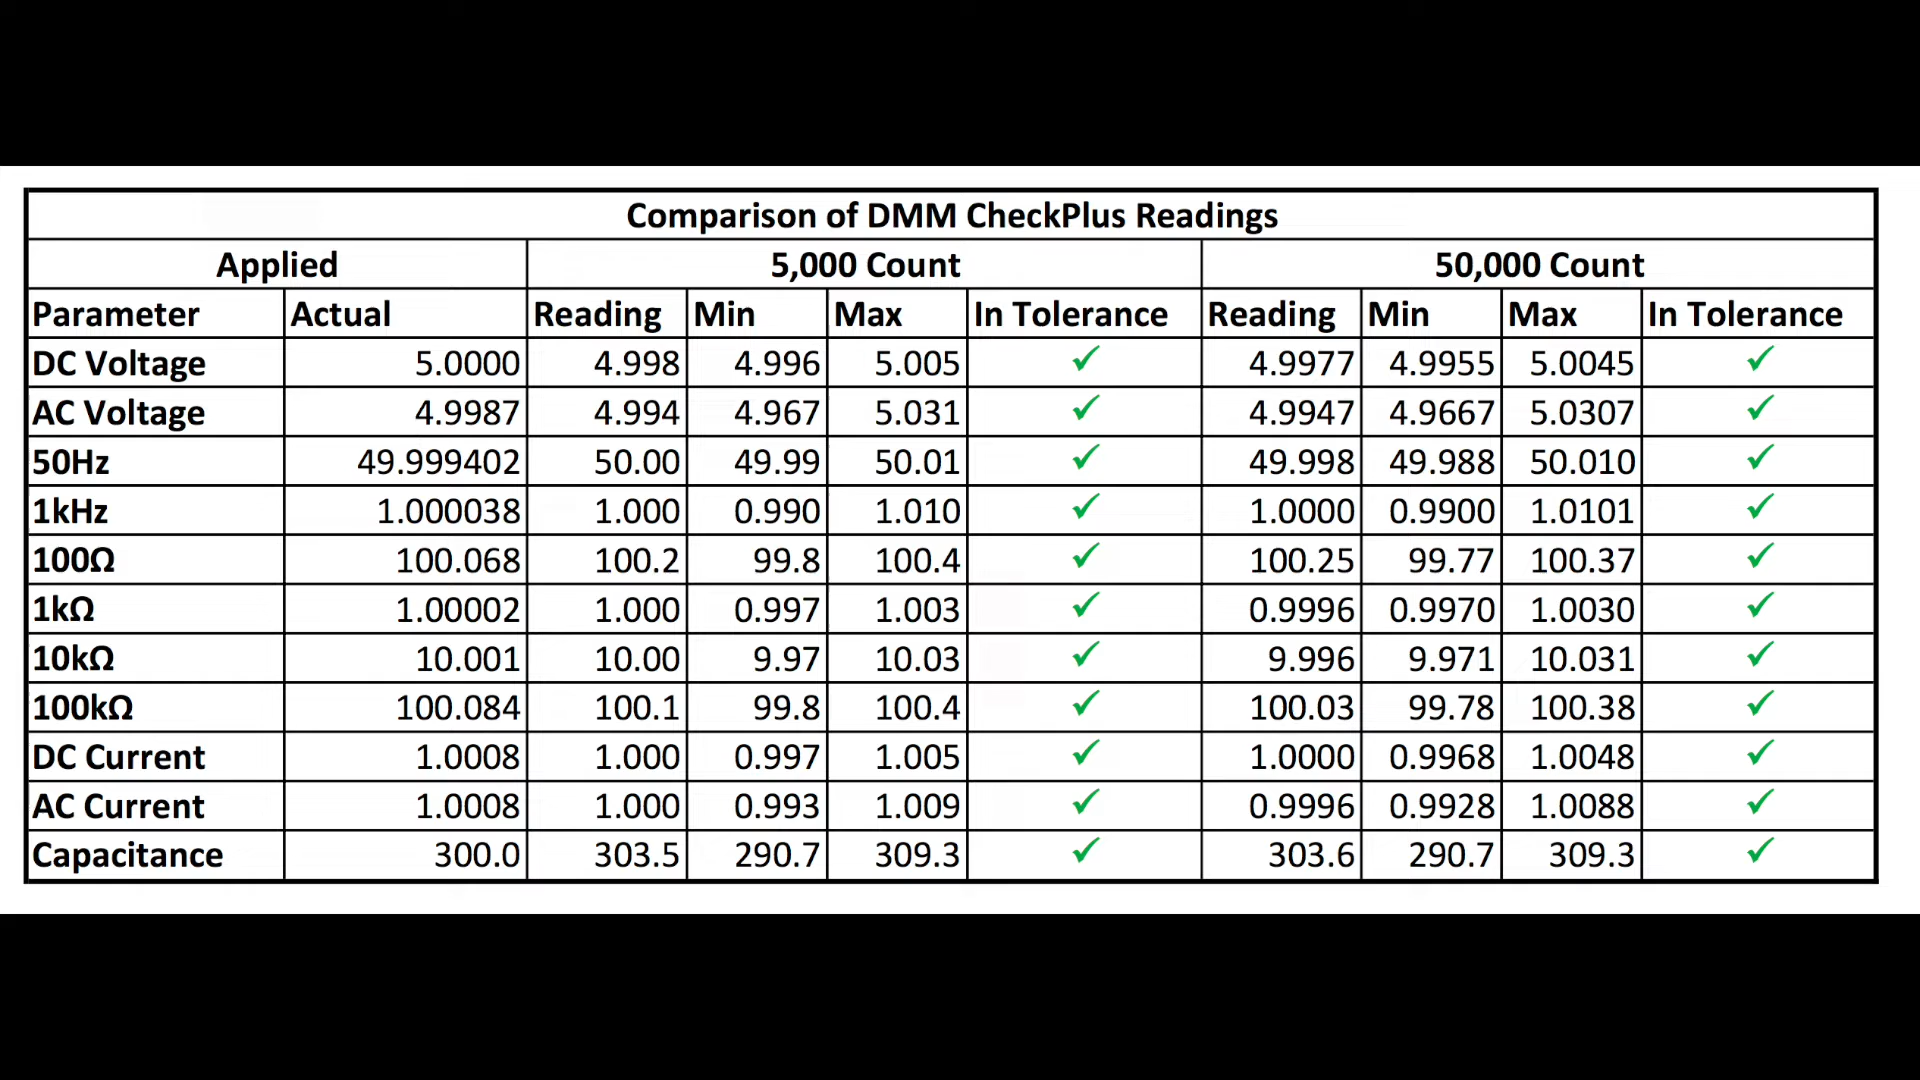 Comparison of DMM CheckPlus Readings
Applied 5,000 Count 50,000 Count
Parameter Actual Reading Min Max In Tolerance Reading Min Max In Tolerance
DC Voltage 5.0000 4.998 4.996 5.005 ✓ 4.9977 4.9955 5.0045 ✓
AC Voltage 4.9987 4.994 4.967 5.031 ✓ 4.9947 4.9667 5.0307 ✓
50Hz 49.999402 50.00 49.99 50.01 ✓ 49.998 49.988 50.010 ✓
1kHz 1.000038 1.000 0.990 1.010 ✓ 1.0000 0.9900 1.0101 ✓
100Ω 100.068 100.2 99.8 100.4 ✓ 100.25 99.77 100.37 ✓
1kΩ 1.00002 1.000 0.997 1.003 ✓ 0.9996 0.9970 1.0030 ✓
10kΩ 10.001 10.00 9.97 10.03 ✓ 9.996 9.971 10.031 ✓
100kΩ 100.084 100.1 99.8 100.4 ✓ 100.03 99.78 100.38 ✓
DC Current 1.0008 1.000 0.997 1.005 ✓ 1.0000 0.9968 1.0048 ✓
AC Current 1.0008 1.000 0.993 1.009 ✓ 0.9996 0.9928 1.0088 ✓
Capacitance 300.0 303.5 290.7 309.3 ✓ 303.6 290.7 309.3 ✓